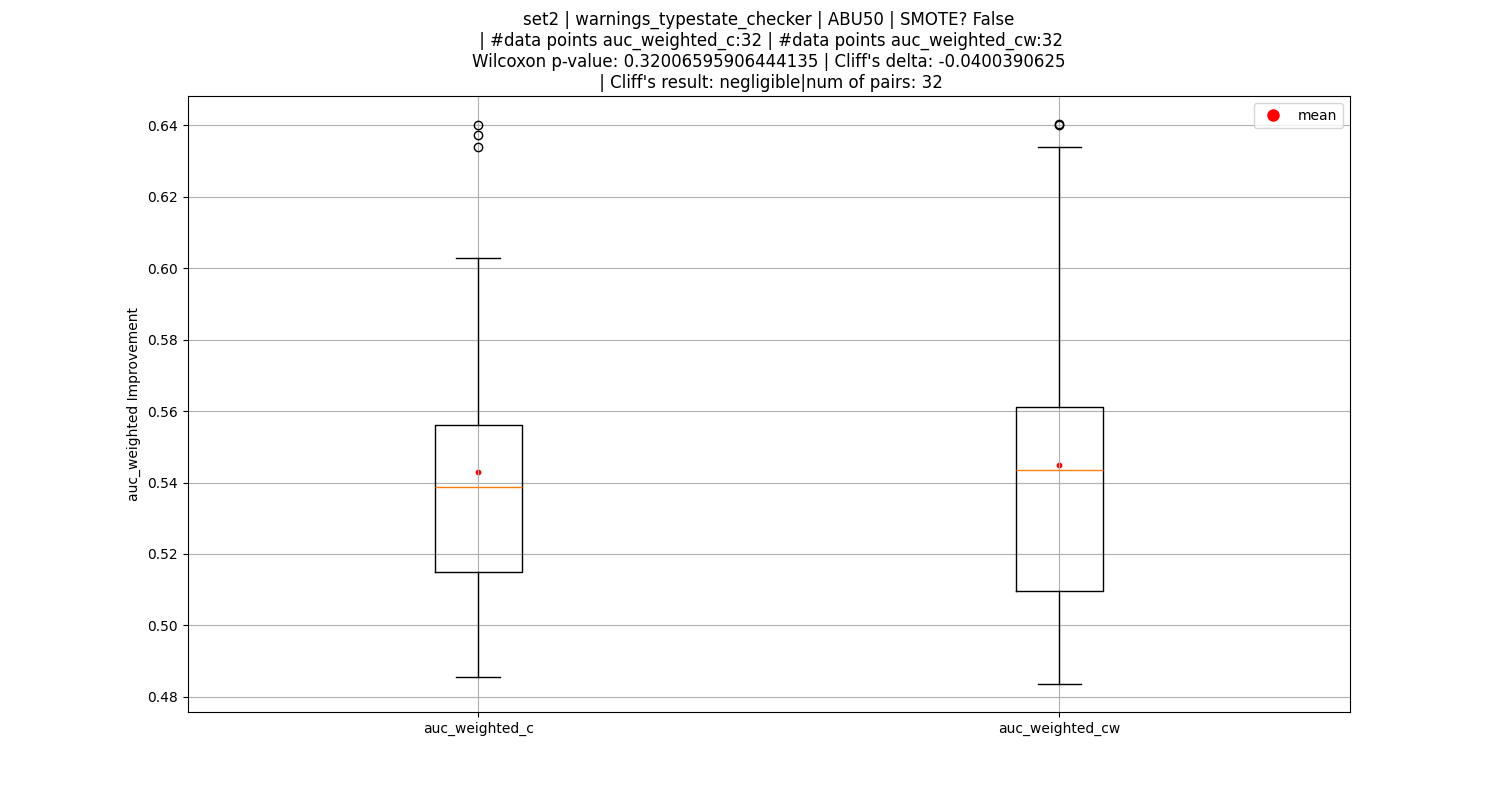 set2 | warnings_typestate_checker | ABU50 | SMOTE? False
| #data points auc_weighted_c:32 | #data points auc_weighted_cw:32
Wilcoxon p-value: 0.32006595906444135 | Cliff's delta: -0.0400390625
| Cliff's result: negligible|num of pairs: 32
mean
auc_weighted Improvement
0.64
0.62
0.60
0.58
0.56
0.54
0.52
0.50
0.48
auc_weighted_c
auc_weighted_cw